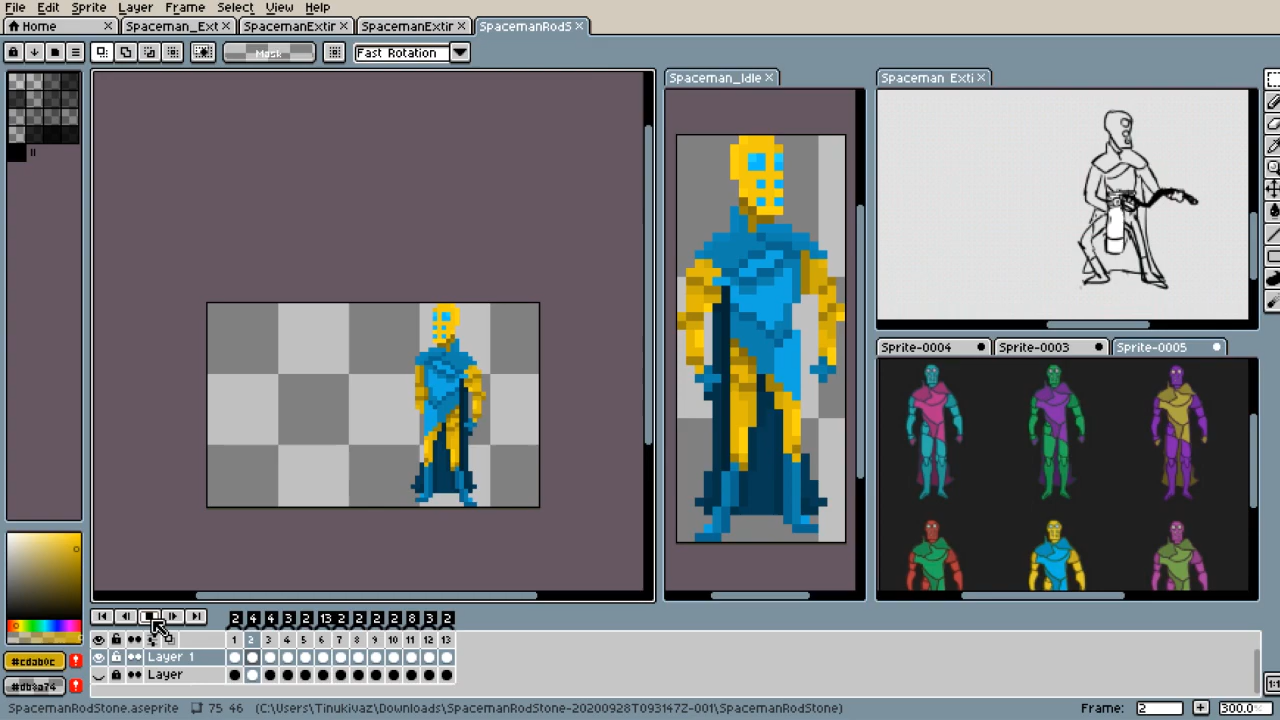 File Edit Sprite Layer Frame Select View Help
Home Spaceman_Ext SpacemanExtir SpacemanExtir SpacemanRodS
Mask Fast Rotation
Spaceman_Idle Spaceman Exti
Sprite-0004 Sprite-0003 Sprite-0005
2 4 4 3 2 13 2 2 2 2 8 3 2
1 2 3 4 5 6 7 8 9 10 11 12 13
Layer 1
Layer
#cdab0c
SpacemanRodStone.aseprite 75 46 (C:\Users\Tinukivaz\Downloads\SpacemanRodStone-20200928T093147Z-001\SpacemanRodStone) Frame: 2 300.0